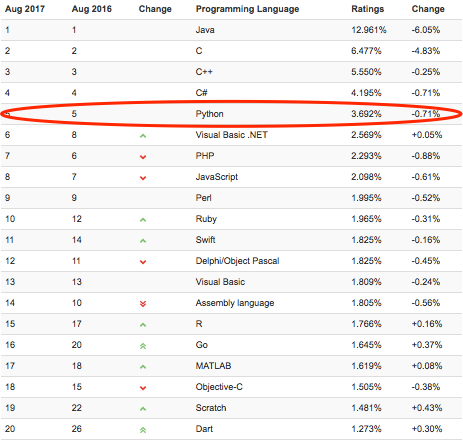 Aug 2017 Aug 2016 Change Programming Language Ratings Change
1 1 Java 12.961% -6.05%
2 2 C 6.477% -4.83%
3 3 C++ 5.550% -0.25%
4 4 C# 4.195% -0.71%
5 5 Python 3.692% -0.71%
6 8 Visual Basic .NET 2.569% +0.05%
7 6 PHP 2.293% -0.88%
8 7 JavaScript 2.098% -0.61%
9 9 Perl 1.995% -0.52%
10 12 Ruby 1.965% -0.31%
11 14 Swift 1.825% -0.16%
12 11 Delphi/Object Pascal 1.825% -0.45%
13 13 Visual Basic 1.809% -0.24%
14 10 Assembly language 1.805% -0.56%
15 17 R 1.766% +0.16%
16 20 Go 1.645% +0.37%
17 18 MATLAB 1.619% +0.08%
18 15 Objective-C 1.505% -0.38%
19 22 Scratch 1.481% +0.43%
20 26 Dart 1.273% +0.30%